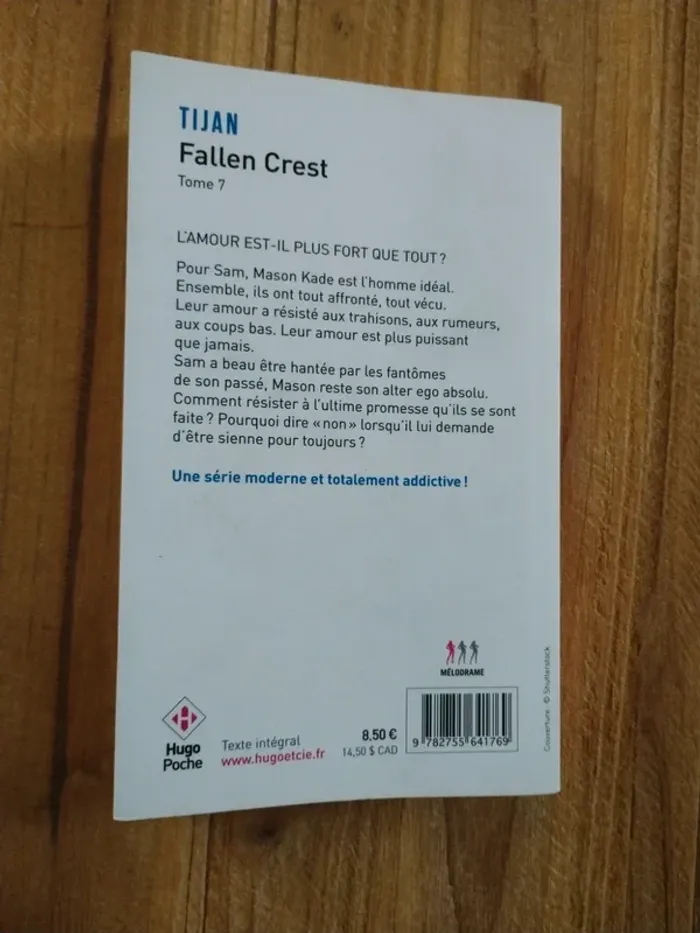 TIJAN
Fallen Crest
Tome 7
L'AMOUR EST-IL PLUS FORT QUE TOUT ?
Pour Sam, Mason Kade est l'homme idéal.
Ensemble, ils ont tout affronté, tout vécu.
Leur amour a résisté aux trahisons, aux rumeurs,
aux coups bas. Leur amour est plus puissant
que jamais.
Sam a beau être hantée par les fantômes
de son passé, Mason reste son alter ego absolu.
Comment résister à l'ultime promesse qu'ils se sont
faite ? Pourquoi dire « non » lorsqu'il lui demande
d'être sienne pour toujours ?
Une série moderne et totalement addictive !
MÉLODRAME
Hugo
Poche
Texte intégral
www.hugoetcie.fr
8,50 €
14,50 $ CAD
9 782755 641769
Couverture : © Shutterstock